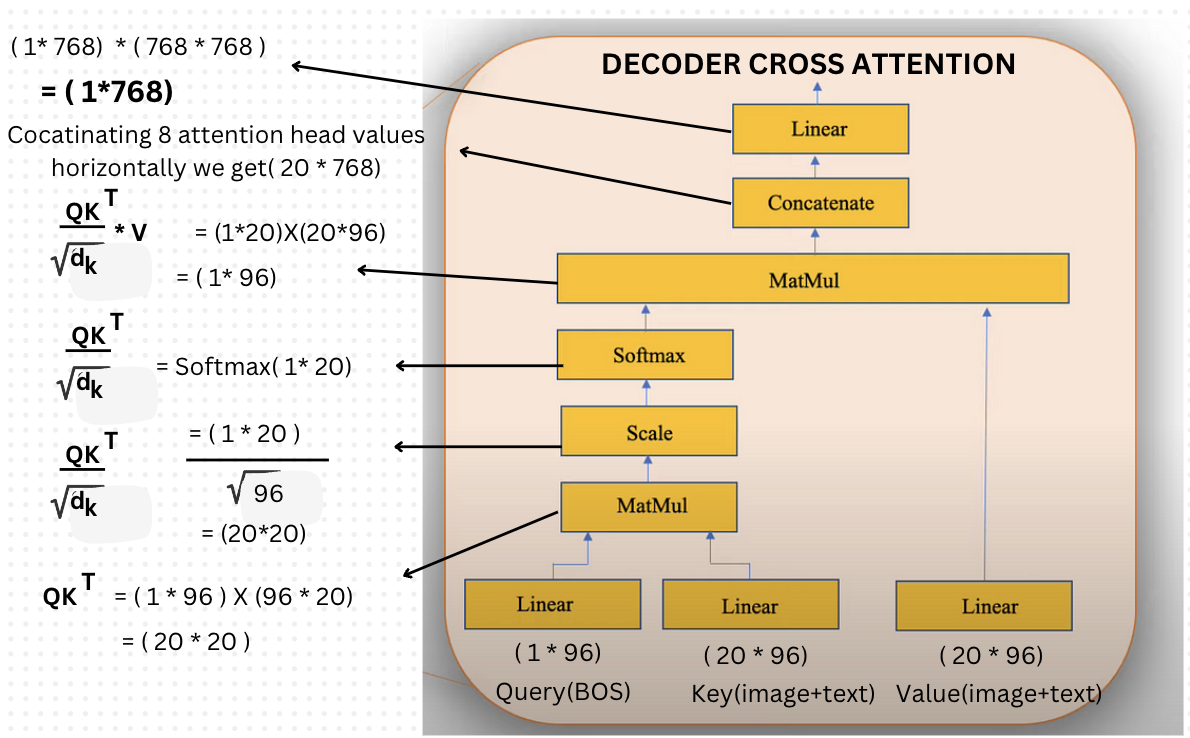 ( 1* 768) * ( 768 * 768 )
= ( 1*768)
Cocatinating 8 attention head values
horizontally we get( 20 * 768)
QK T
√dk
* V = (1*20)X(20*96)
= ( 1* 96)
QK T
√dk
= Softmax( 1* 20)
QK T
√dk
= ( 1 * 20 )
√ 96
= (20*20)
QK T = ( 1 * 96 ) X (96 * 20)
= ( 20 * 20 )
DECODER CROSS ATTENTION
Linear
Concatenate
MatMul
Softmax
Scale
MatMul
Linear
Linear
Linear
( 1 * 96)
( 20 * 96)
( 20 * 96)
Query(BOS)
Key(image+text)
Value(image+text)